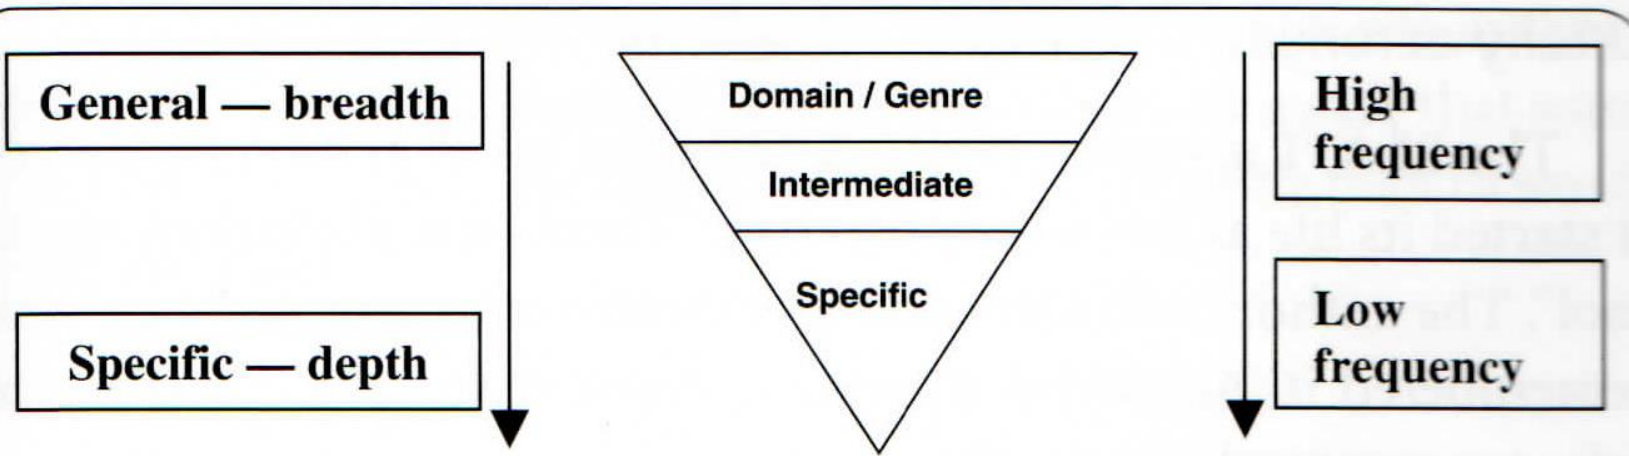 General — breadth
Specific — depth
Domain / Genre
Intermediate
Specific
High
frequency
Low
frequency